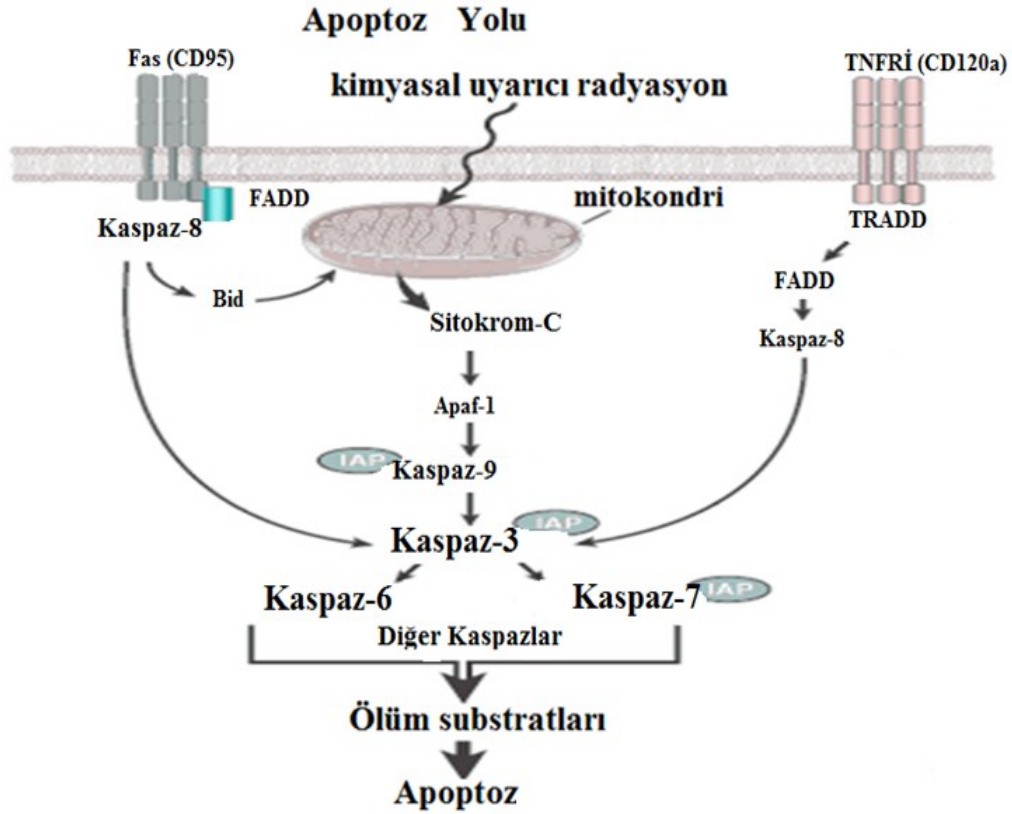 Apoptoz Yolu
Fas (CD95)
TNFRİ (CD120a)
kimyasal uyarıcı radyasyon
FADD
mitokondri
Kaspaz-8
TRADD
Bid
FADD
Sitokrom-C
Kaspaz-8
Apaf-1
IAP
Kaspaz-9
IAP
Kaspaz-3
Kaspaz-6
Kaspaz-7
IAP
Diğer Kaspazlar
Ölüm substratları
Apoptoz